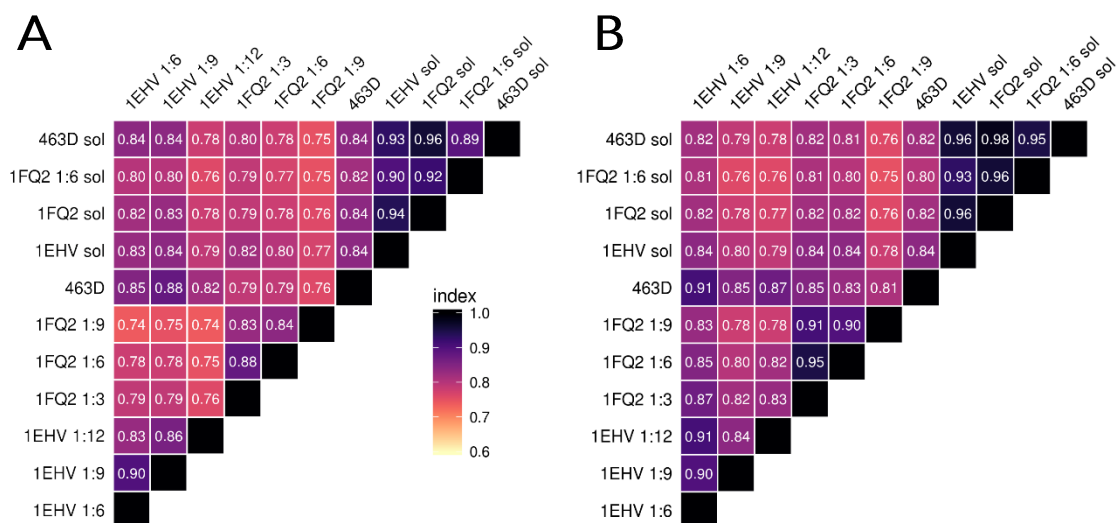 A
1EHV 1:6 1EHV 1:9 1EHV 1:12 1FQ2 1:3 1FQ2 1:6 1FQ2 1:9 463D 1EHV sol 1FQ2 sol 1FQ2 1:6 sol 463D sol
463D sol 0.84 0.84 0.78 0.80 0.78 0.75 0.84 0.93 0.96 0.89
1FQ2 1:6 sol 0.80 0.80 0.76 0.79 0.77 0.75 0.82 0.90 0.92
1FQ2 sol 0.82 0.83 0.78 0.79 0.78 0.76 0.84 0.94
1EHV sol 0.83 0.84 0.79 0.82 0.80 0.77 0.84
463D 0.85 0.88 0.82 0.79 0.79 0.76
1FQ2 1:9 0.74 0.75 0.74 0.83 0.84
1FQ2 1:6 0.78 0.78 0.75 0.88
1FQ2 1:3 0.79 0.79 0.76
1EHV 1:12 0.83 0.86
1EHV 1:9 0.90
1EHV 1:6
index
1.0
0.9
0.8
0.7
0.6
B
1EHV 1:6 1EHV 1:9 1EHV 1:12 1FQ2 1:3 1FQ2 1:6 1FQ2 1:9 463D 1EHV sol 1FQ2 sol 1FQ2 1:6 sol 463D sol
463D sol 0.82 0.79 0.78 0.82 0.81 0.76 0.82 0.96 0.98 0.95
1FQ2 1:6 sol 0.81 0.76 0.76 0.81 0.80 0.75 0.80 0.93 0.96
1FQ2 sol 0.82 0.78 0.77 0.82 0.82 0.76 0.82 0.96
1EHV sol 0.84 0.80 0.79 0.84 0.84 0.78 0.84
463D 0.91 0.85 0.87 0.85 0.83 0.81
1FQ2 1:9 0.83 0.78 0.78 0.91 0.90
1FQ2 1:6 0.85 0.80 0.82 0.95
1FQ2 1:3 0.87 0.82 0.83
1EHV 1:12 0.91 0.84
1EHV 1:9 0.90
1EHV 1:6